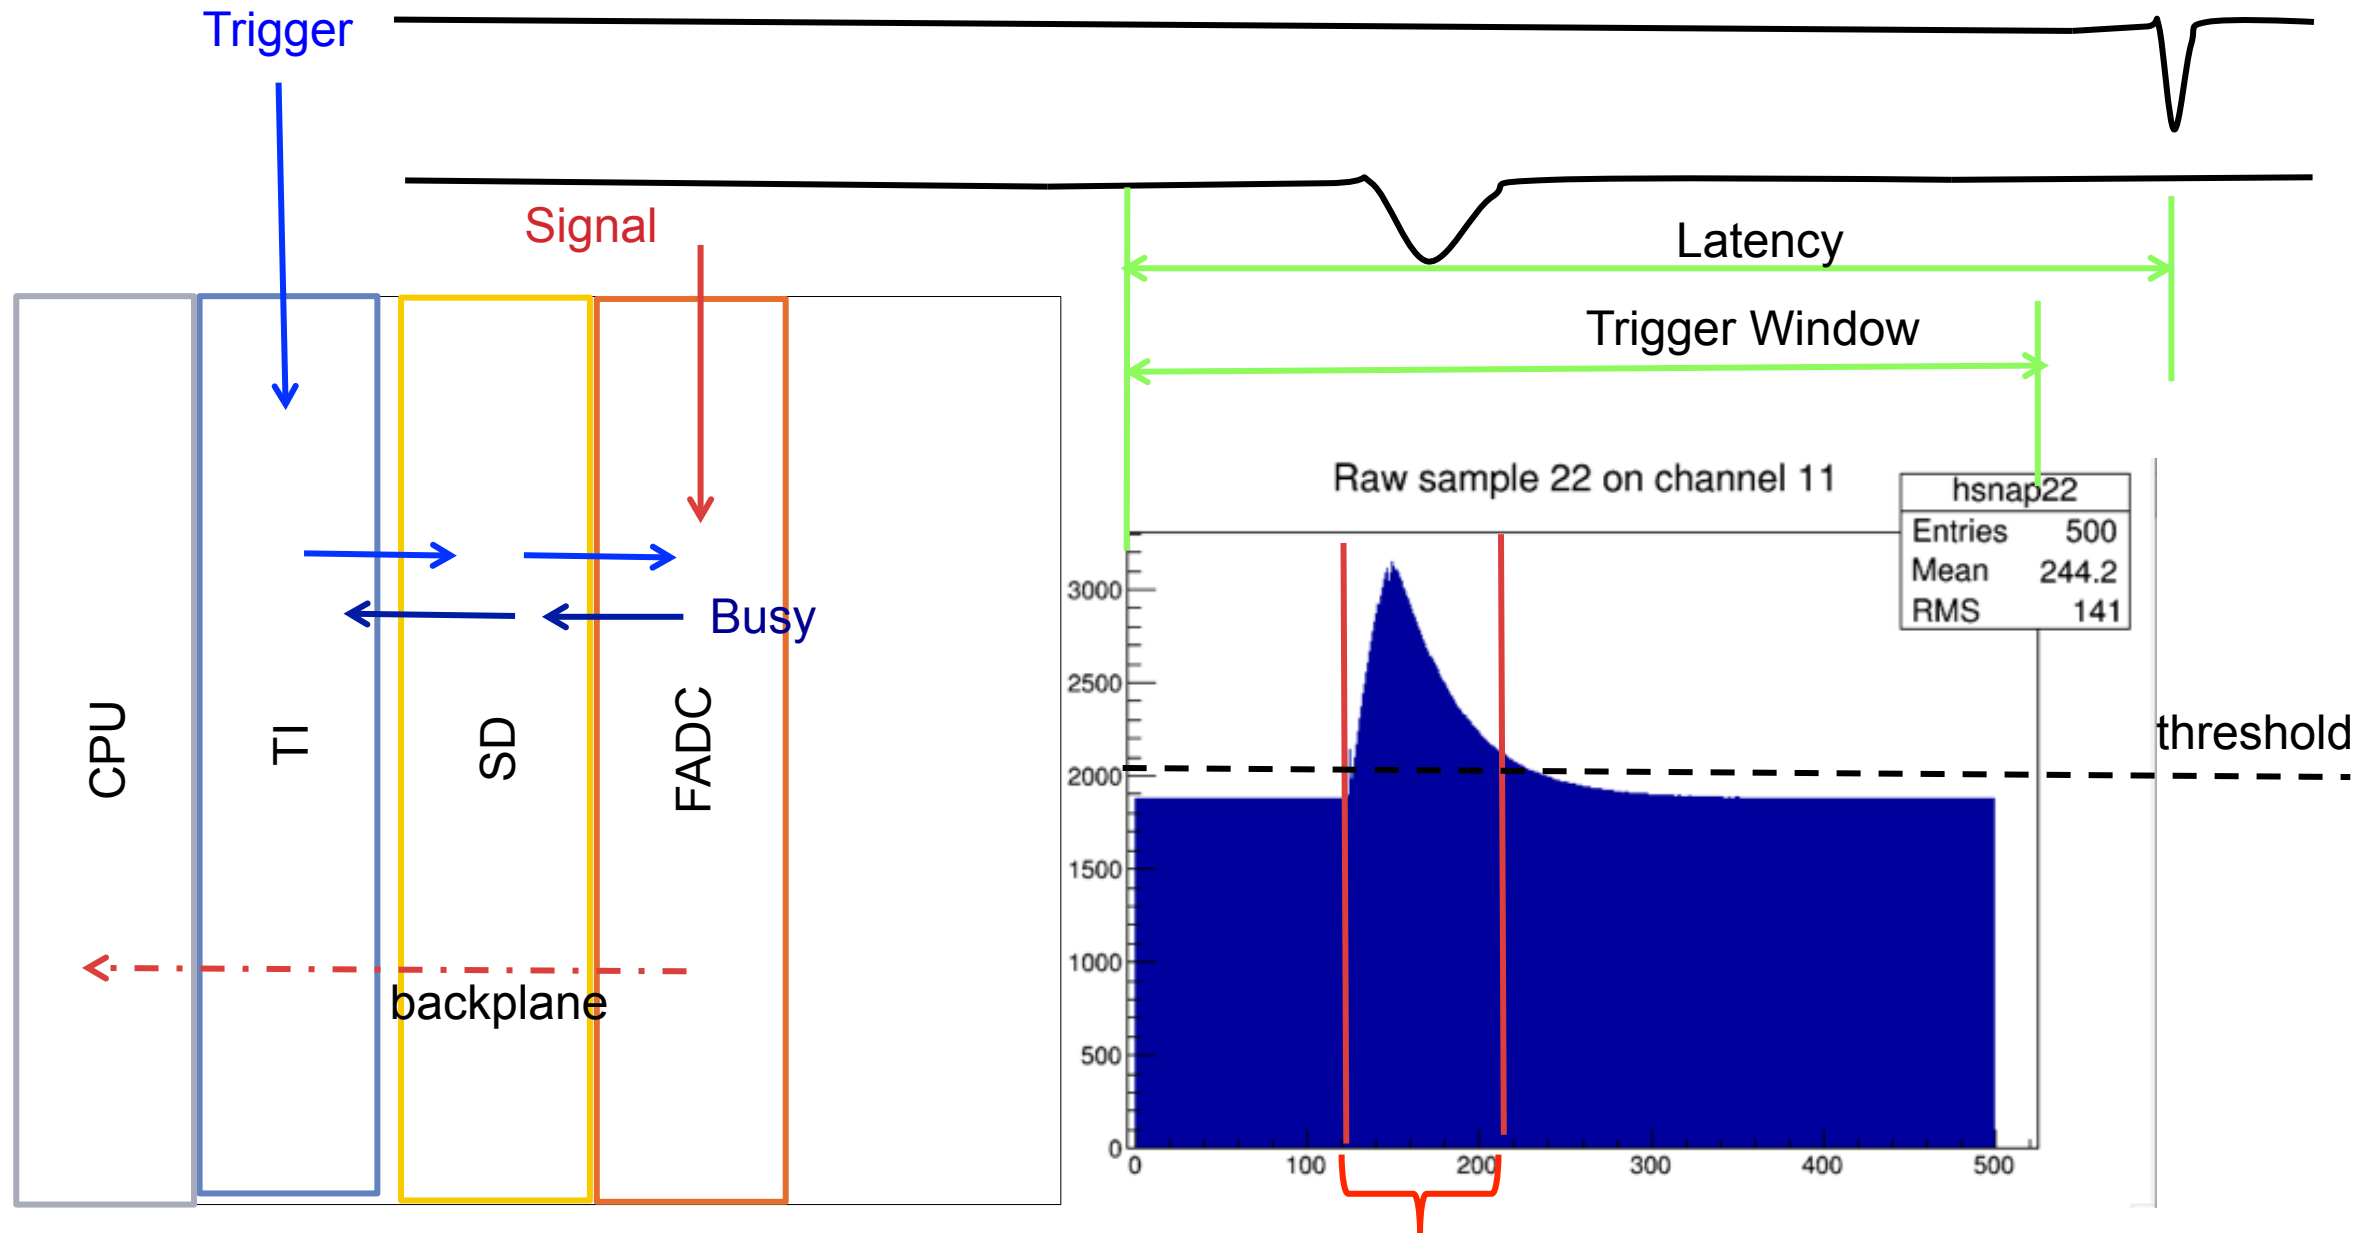 Trigger
Signal
Latency
Trigger Window
Busy
CPU
TI
SD
FADC
backplane
Raw sample 22 on channel 11
hsnap22
Entries 500
Mean 244.2
RMS 141
threshold
3000
2500
2000
1500
1000
500
0
0 100 200 300 400 500